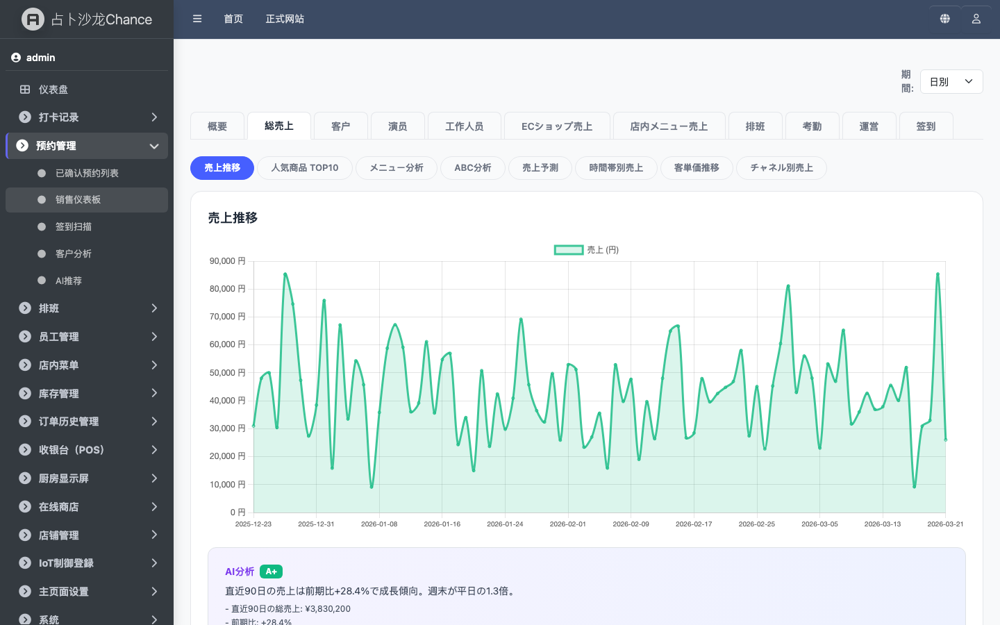 占卜沙龙Chance
首页
正式网站
admin
仪表盘
打卡记录
预约管理
已确认预约列表
销售仪表板
签到扫描
客户分析
AI推荐
排班
员工管理
店内菜单
库存管理
订单历史管理
收银台（POS）
厨房显示屏
在线商店
店铺管理
IoT制御登録
主页面设置
系统
期
間:
日別
概要
総売上
客户
演员
工作人员
ECショップ売上
店内メニュー売上
排班
考勤
運営
签到
売上推移
人気商品 TOP10
メニュー分析
ABC分析
売上予測
時間帯別売上
客単価推移
チャネル別売上
売上推移
売上 (円)
90,000 円
80,000 円
70,000 円
60,000 円
50,000 円
40,000 円
30,000 円
20,000 円
10,000 円
0 円
2025-12-23
2025-12-31
2026-01-08
2026-01-16
2026-01-24
2026-02-01
2026-02-09
2026-02-17
2026-02-25
2026-03-05
2026-03-13
2026-03-21
AI分析 A+
直近90日の売上は前期比+28.4%で成長傾向。週末が平日の1.3倍。
- 直近90日の総売上: ¥3,830,200
- 前期比: +28.4%